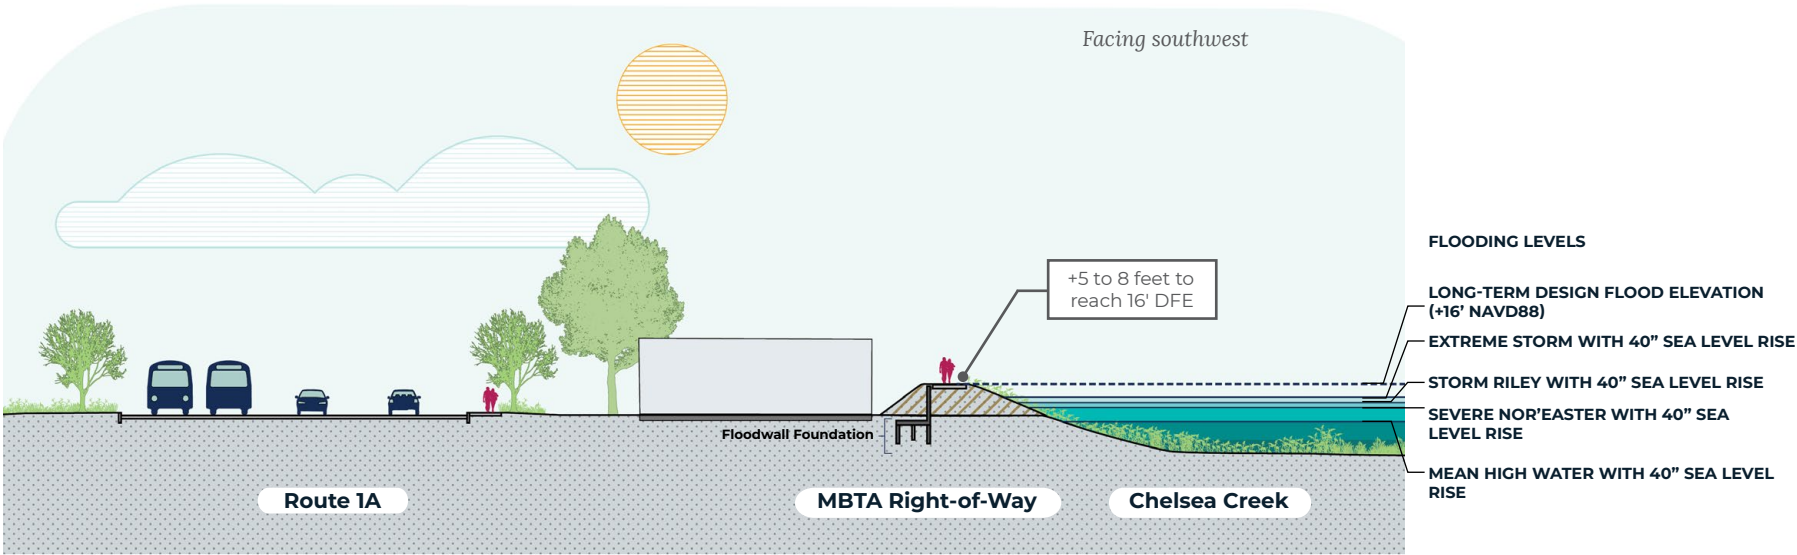 Facing southwest
+5 to 8 feet to
reach 16' DFE
FLOODING LEVELS
LONG-TERM DESIGN FLOOD ELEVATION
(+16’ NAVD88)
EXTREME STORM WITH 40” SEA LEVEL RISE
STORM RILEY WITH 40” SEA LEVEL RISE
SEVERE NOR’EASTER WITH 40” SEA
LEVEL RISE
MEAN HIGH WATER WITH 40” SEA LEVEL
RISE
Floodwall Foundation
Route 1A
MBTA Right-of-Way
Chelsea Creek